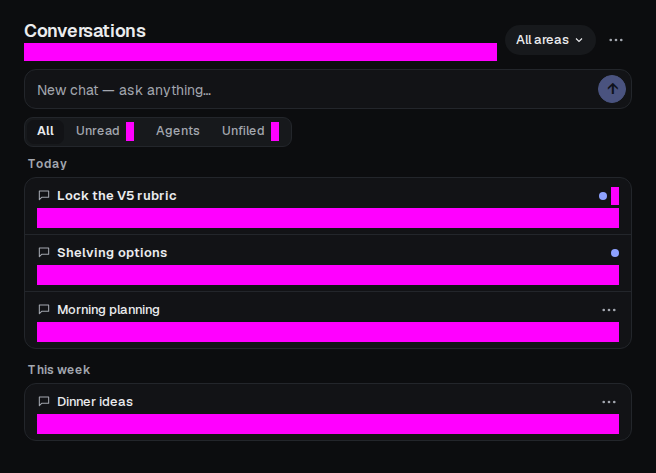 Conversations
All areas
New chat — ask anything…
All Unread Agents Unfiled
Today
Lock the V5 rubric
Shelving options
Morning planning
This week
Dinner ideas